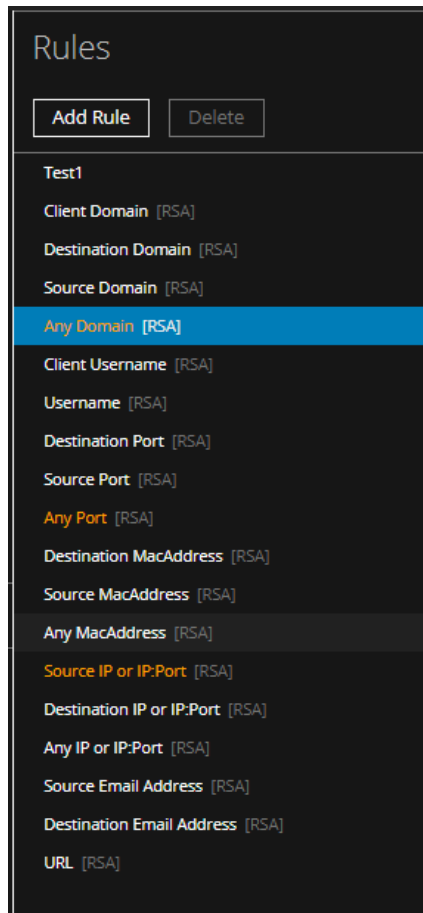 Rules
Add Rule Delete
Test1
Client Domain [RSA]
Destination Domain [RSA]
Source Domain [RSA]
Any Domain [RSA]
Client Username [RSA]
Username [RSA]
Destination Port [RSA]
Source Port [RSA]
Any Port [RSA]
Destination MacAddress [RSA]
Source MacAddress [RSA]
Any MacAddress [RSA]
Source IP or IP:Port [RSA]
Destination IP or IP:Port [RSA]
Any IP or IP:Port [RSA]
Source Email Address [RSA]
Destination Email Address [RSA]
URL [RSA]